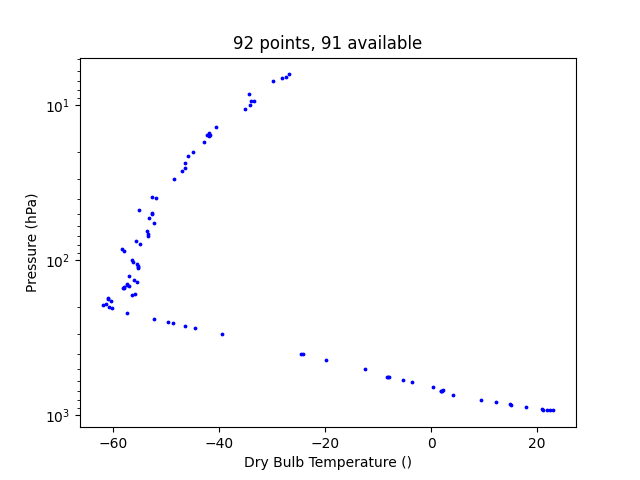 92 points, 91 available
10¹
10²
10³
Pressure (hPa)
−60
−40
−20
0
20
Dry Bulb Temperature ()